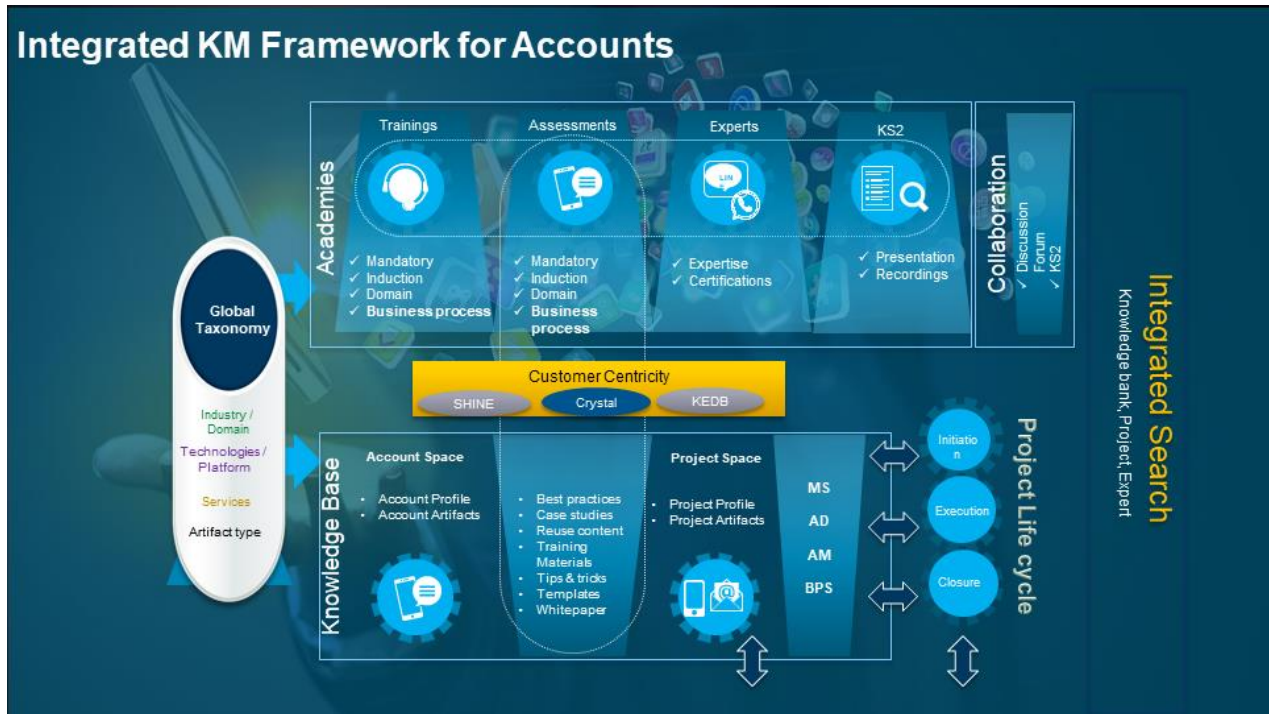 Integrated KM Framework for Accounts
Academies
Trainings
✓ Mandatory
✓ Induction
✓ Domain
✓ Business process
Assessments
✓ Mandatory
✓ Induction
✓ Domain
✓ Business
process
Experts
LIN
✓ Expertise
✓ Certifications
KS2
✓ Presentation
✓ Recordings
Collaboration
✓ Discussion
Forum
✓ KS2
Global
Taxonomy
Industry /
Domain
Technologies /
Platform
Services
Artifact type
Customer Centricity
SHINE
Crystal
KEDB
Knowledge Base
Account Space
• Account Profile
• Account Artifacts
• Best practices
• Case studies
• Reuse content
• Training
Materials
• Tips & tricks
• Templates
• Whitepaper
Project Space
• Project Profile
• Project Artifacts
@
MS
AD
AM
BPS
Initiatio
n
Execution
Closure
Project Life cycle
Integrated Search
Knowledge bank, Project, Expert